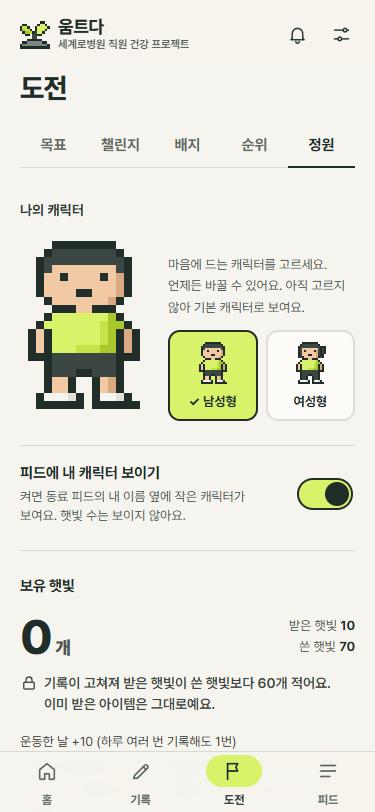 움트다
세계로병원 직원 건강 프로젝트
도전
목표 챌린지 배지 순위 정원
나의 캐릭터
마음에 드는 캐릭터를 고르세요.
언제든 바꿀 수 있어요. 아직 고르지
않아 기본 캐릭터로 보여요.
남성형 여성형
피드에 내 캐릭터 보이기
켜면 동료 피드의 내 이름 옆에 작은 캐릭터가
보여요. 햇빛 수는 보이지 않아요.
보유 햇빛
0개
받은 햇빛 10
쓴 햇빛 70
기록이 고쳐져 받은 햇빛이 쓴 햇빛보다 60개 적어요.
이미 받은 아이템은 그대로예요.
운동한 날 +10 (하루 여러 번 기록해도 1번)
홈 기록 도전 피드